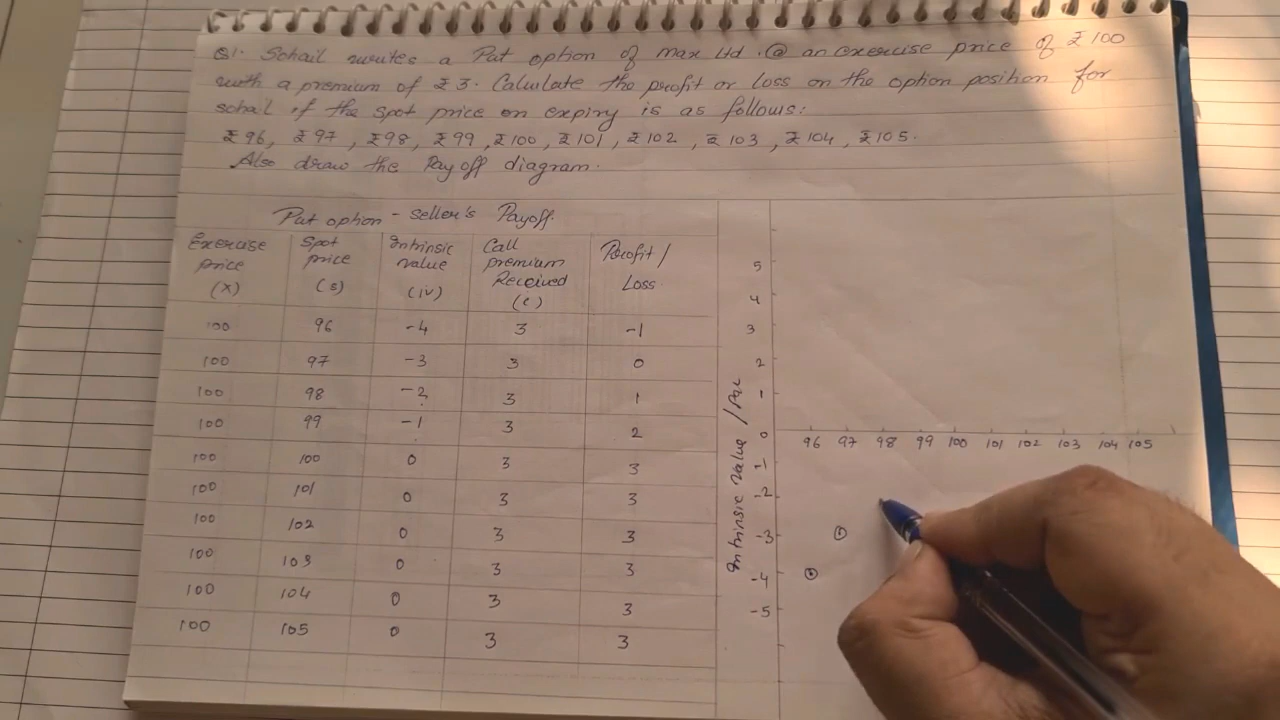 Q1. Sohail writes a Put option of Max Ltd. @ an exercise price of ₹100
with a premium of ₹3. Calculate the profit or loss on the option position for
sohail if the spot price on expiry is as follows:
₹96, ₹97, ₹98, ₹99, ₹100, ₹101, ₹102, ₹103, ₹104, ₹105.
Also draw the Payoff diagram.
Put option - Seller's Payoff.
Exercise price (X) Spot price (S) Intrinsic value (iv) Call premium Received (c) Profit / Loss
100 96 -4 3 -1
100 97 -3 3 0
100 98 -2 3 1
100 99 -1 3 2
100 100 0 3 3
100 101 0 3 3
100 102 0 3 3
100 103 0 3 3
100 104 0 3 3
100 105 0 3 3
Intrinsic Value /
5
4
3
2
1
0
-1
-2
-3
-4
-5
96 97 98 99 100 101 102 103 104 105